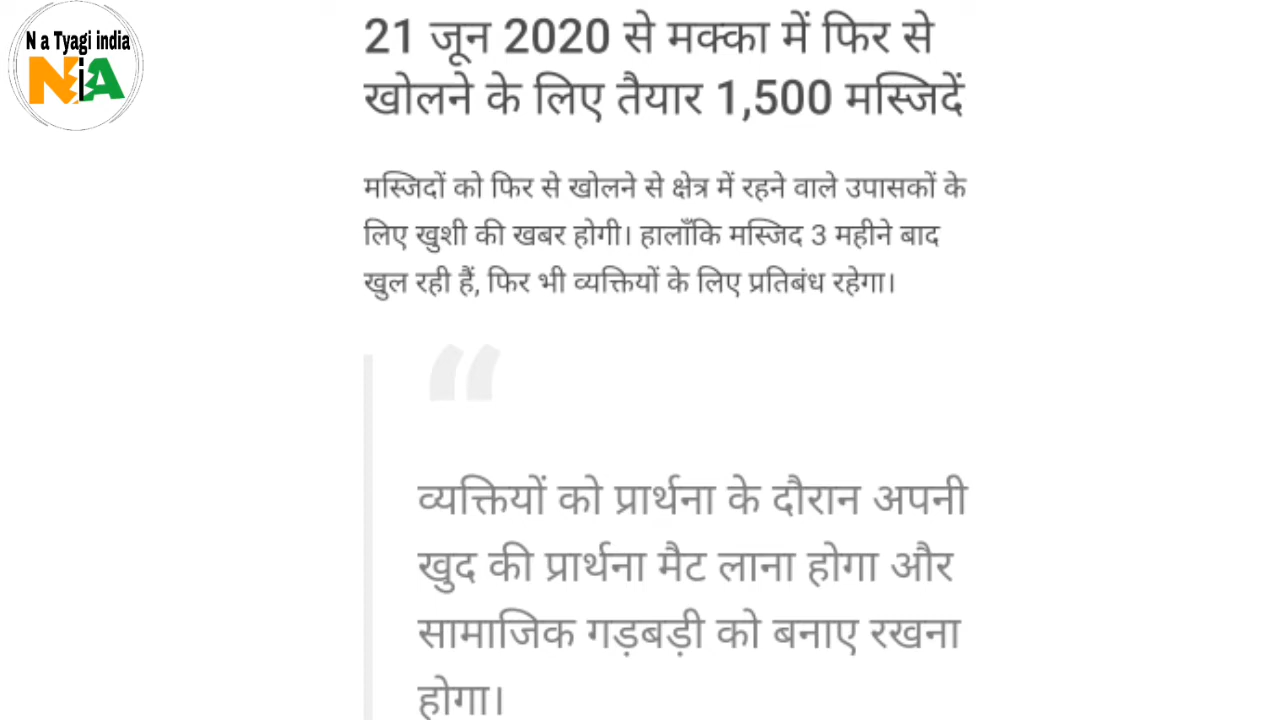 N a Tyagi india
NiA
21 जून 2020 से मक्का में फिर से
खोलने के लिए तैयार 1,500 मस्जिदें
मस्जिदों को फिर से खोलने से क्षेत्र में रहने वाले उपासकों के
लिए खुशी की खबर होगी। हालाँकि मस्जिद 3 महीने बाद
खुल रही हैं, फिर भी व्यक्तियों के लिए प्रतिबंध रहेगा।
“
व्यक्तियों को प्रार्थना के दौरान अपनी
खुद की प्रार्थना मैट लाना होगा और
सामाजिक गड़बड़ी को बनाए रखना
होगा।